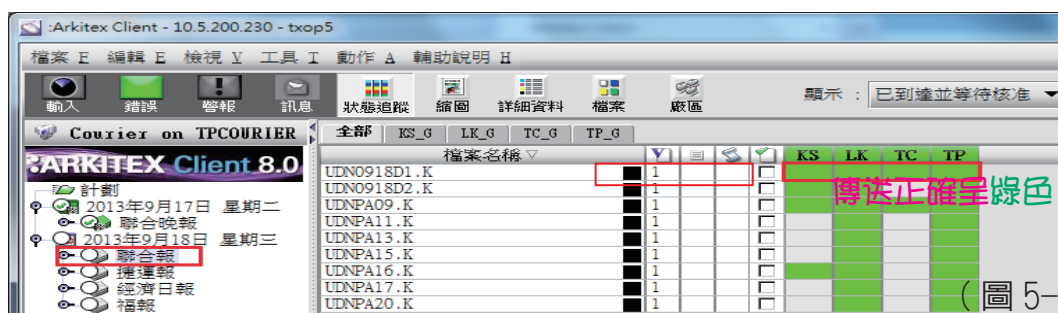 :Arkitex Client - 10.5.200.230 - txop5
檔案 F 編輯 E 檢視 V 工具 T 動作 A 輔助說明 H
輸入 錯誤 警報 訊息 狀態追蹤 縮圖 詳細資料 檔案 廠區 顯示 : 已到達並等待核准
Courier on TPCOURIER
全部 KS_G LK_G TC_G TP_G
ARKITEX Client 8.0
檔案名稱 V KS LK TC TP
計劃
2013年9月17日 星期二
聯合晚報
2013年9月18日 星期三
聯合報
捷運報
經濟日報
福報
UDN0918D1.K 1
UDN0918D2.K 1
UDNPA09.K 1
UDNPA11.K 1
UDNPA13.K 1
UDNPA15.K 1
UDNPA16.K 1
UDNPA17.K 1
UDNPA20.K 1
傳送正確呈綠色
(圖 5-